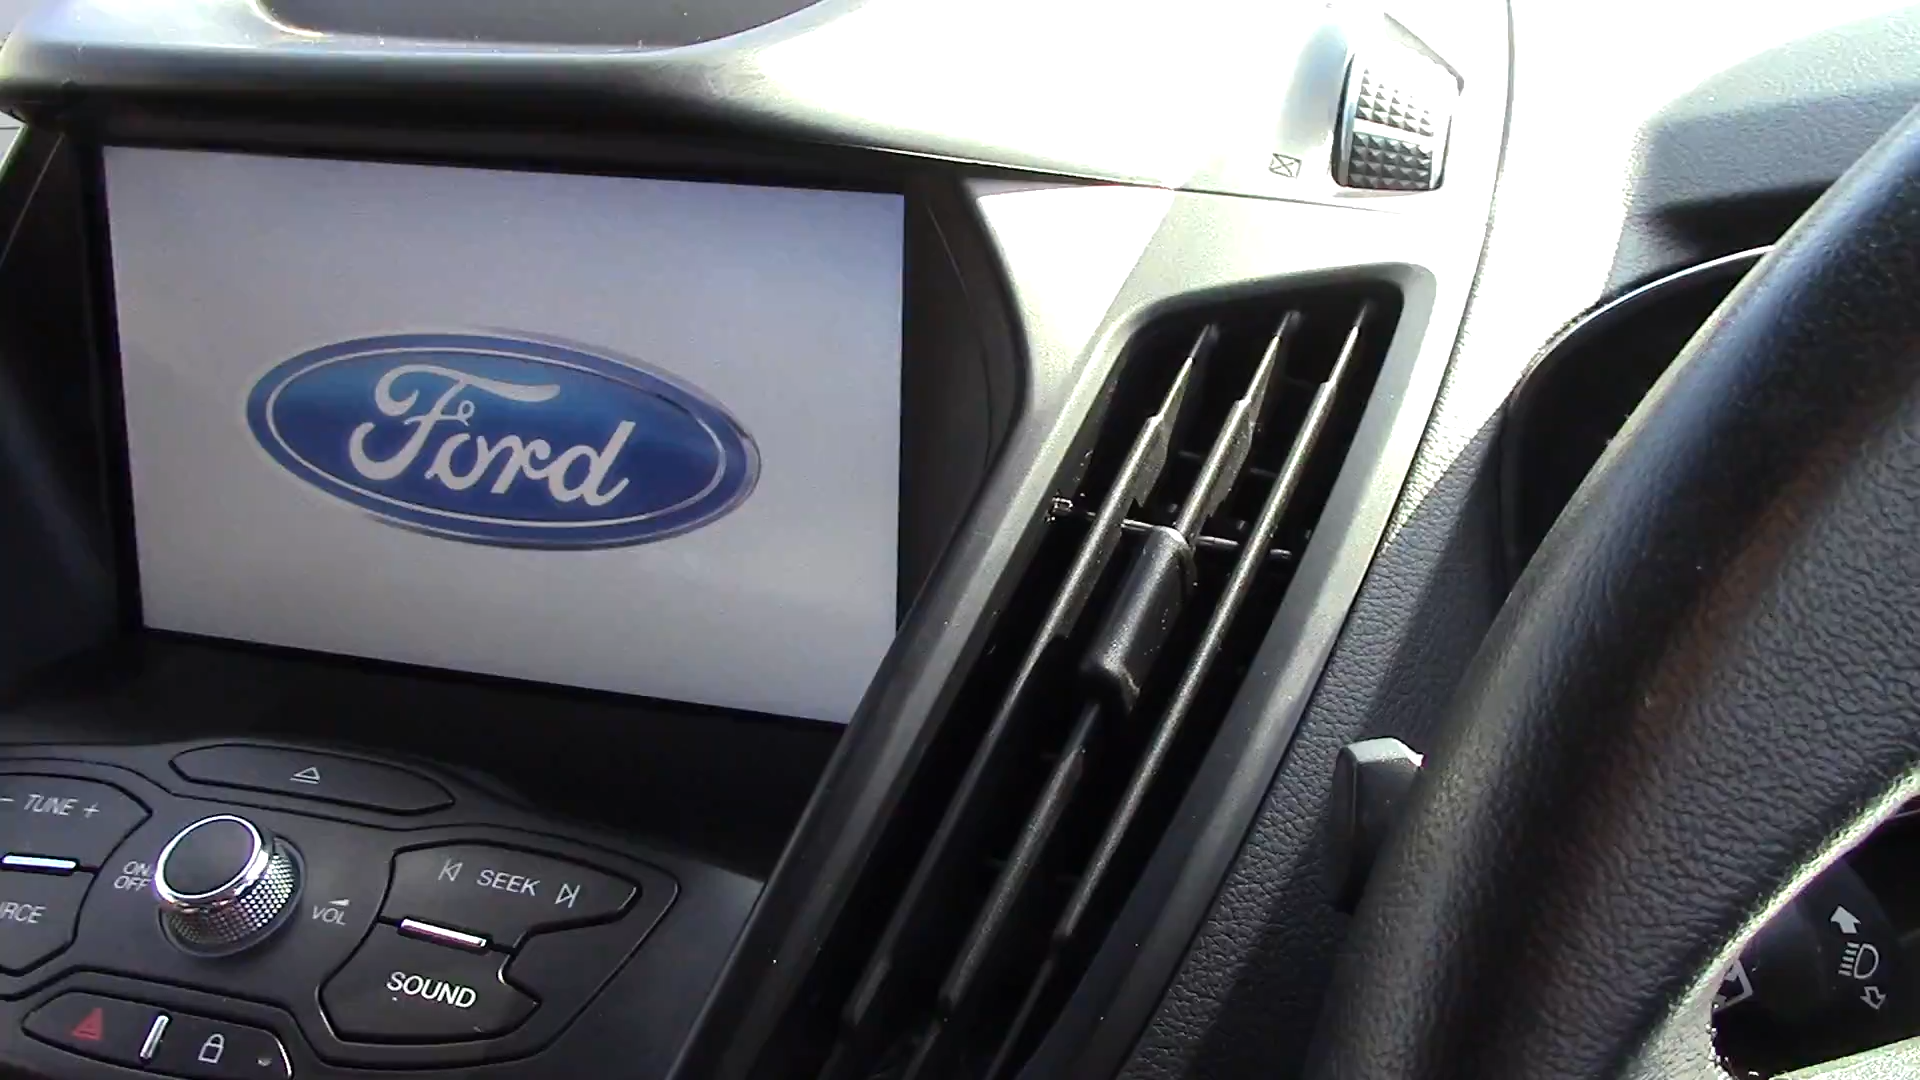 Ford
- TUNE +
ON
OFF
VOL
SEEK
SOUND